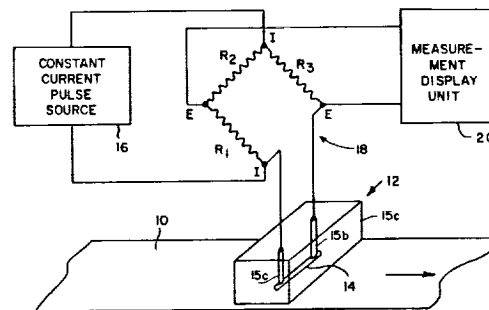 I
R2
R3
CONSTANT
CURRENT
PULSE
SOURCE
MEASURE-
MENT
DISPLAY
UNIT
E
E
16
R1
18
20
I
12
10
15c
15b
15c
14